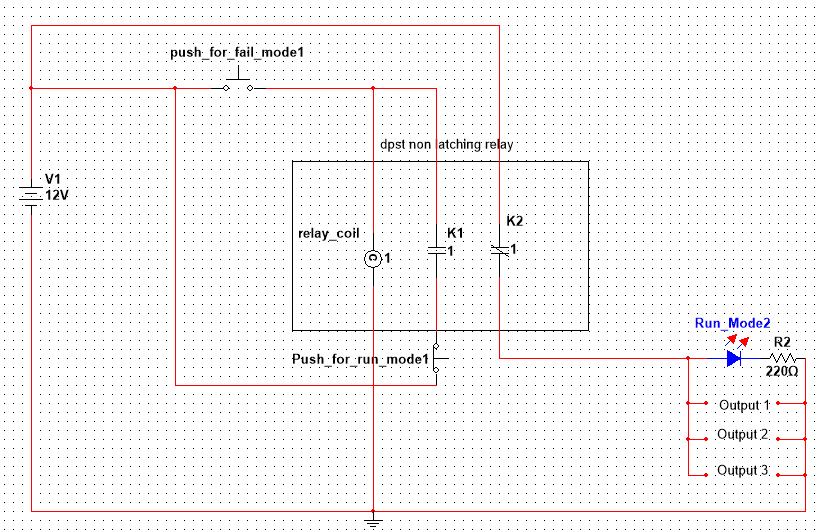 push_for_fail_mode1
dpst non latching relay
V1
12V
K2
relay_coil
K1
1
1
1
Run_Mode2
R2
Push_for_run_mode1
220Ω
Output 1
Output 2
Output 3